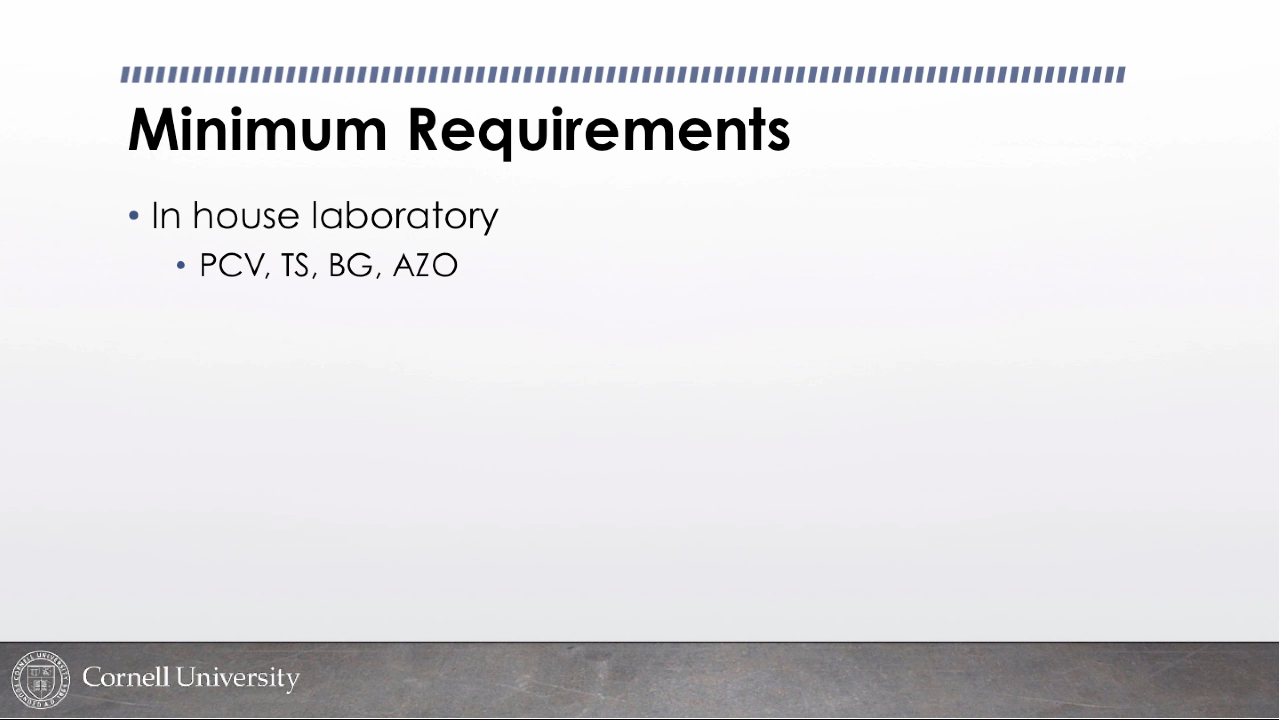 Minimum Requirements
• In house laboratory
• PCV, TS, BG, AZO
Cornell University